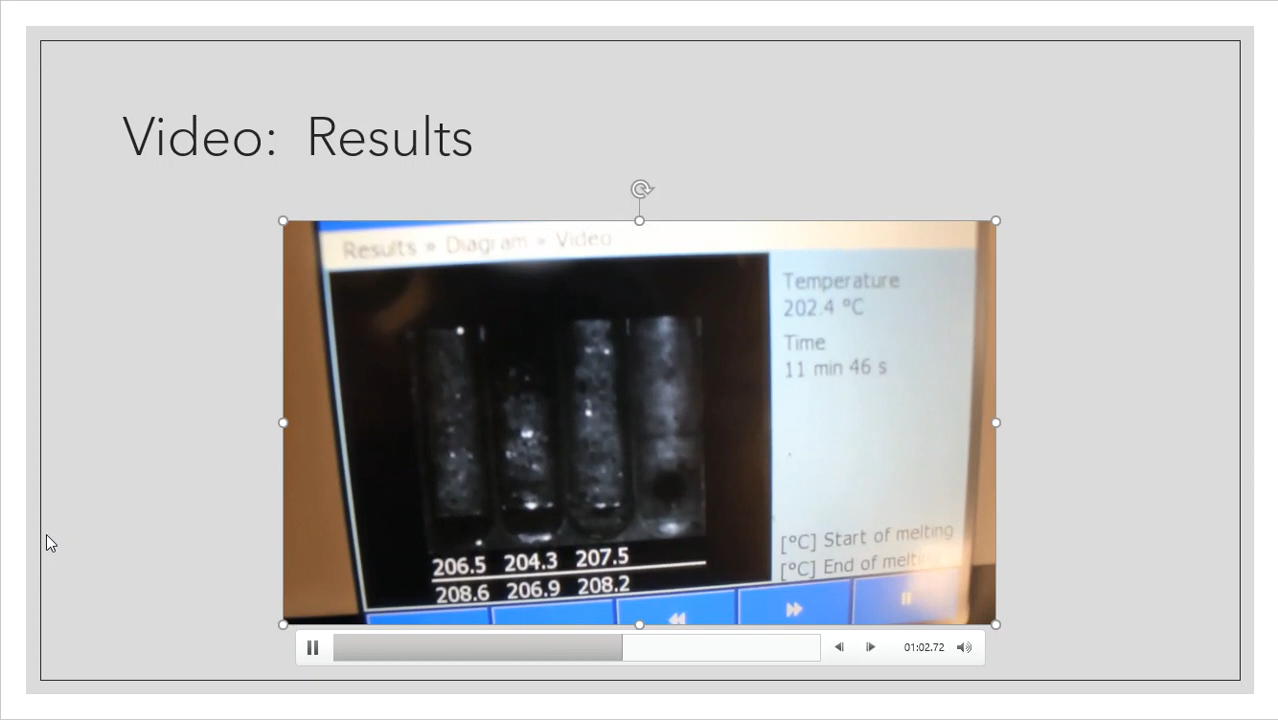 Video: Results
Results » Diagram » Video
Temperature
202.4 °C
Time
11 min 46 s
[°C] Start of melting
[°C] End of melting
206.5 204.3 207.5
208.6 206.9 208.2
01:02.72